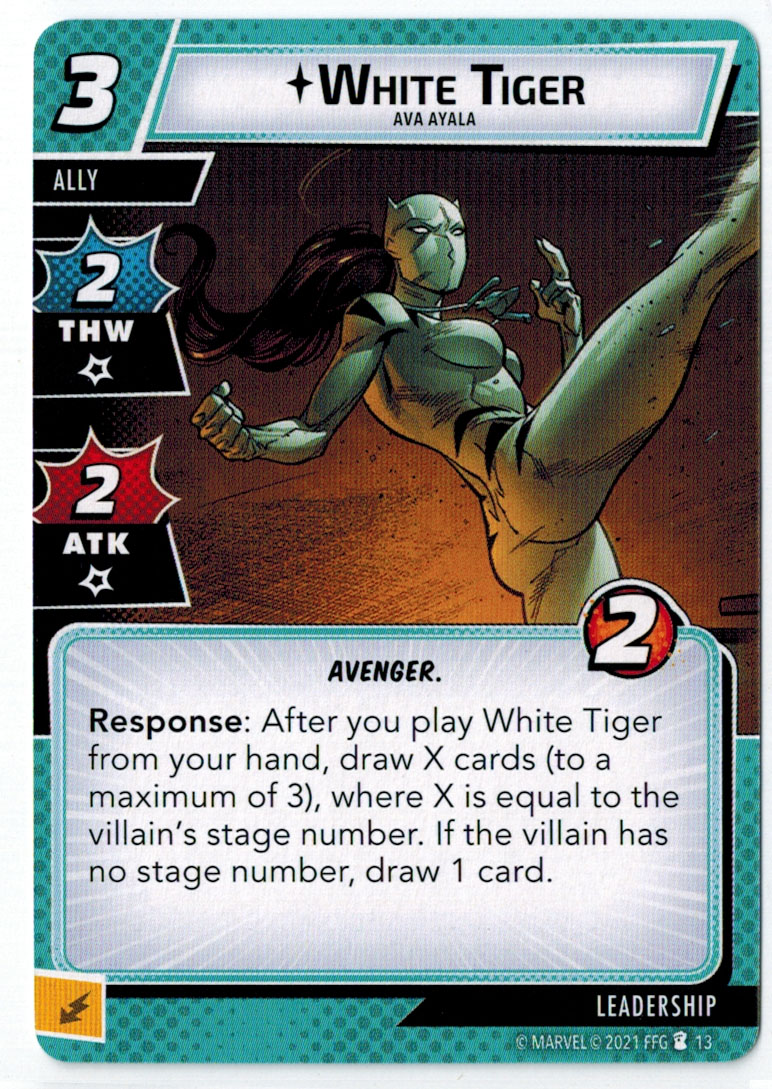 3
WHITE TIGER
AVA AYALA
ALLY
2
THW
2
ATK
2
AVENGER.
Response: After you play White Tiger
from your hand, draw X cards (to a
maximum of 3), where X is equal to the
villain's stage number. If the villain has
no stage number, draw 1 card.
LEADERSHIP
© MARVEL © 2021 FFG 13